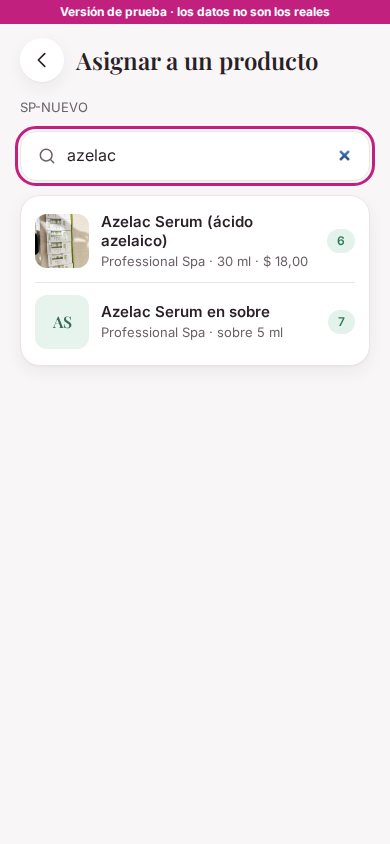 Versión de prueba · los datos no son los reales
Asignar a un producto
SP-NUEVO
azelac
Azelac Serum (ácido
azelaico)
Professional Spa · 30 ml · $ 18,00
6
AS
Azelac Serum en sobre
Professional Spa · sobre 5 ml
7